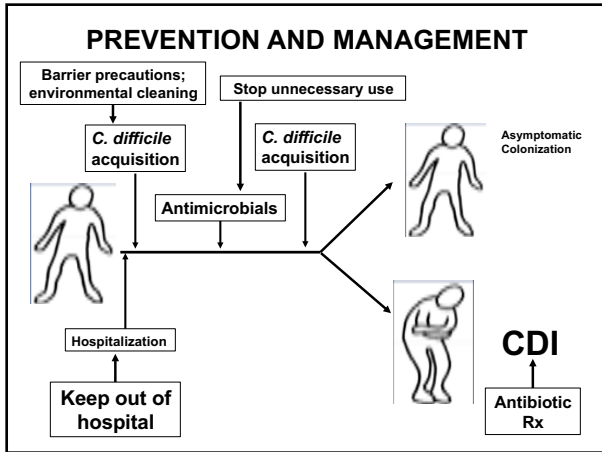 PREVENTION AND MANAGEMENT
Barrier precautions;
environmental cleaning
Stop unnecessary use
C. difficile
acquisition
C. difficile
acquisition
Asymptomatic
Colonization
Antimicrobials
Hospitalization
CDI
Keep out of
hospital
Antibiotic
Rx